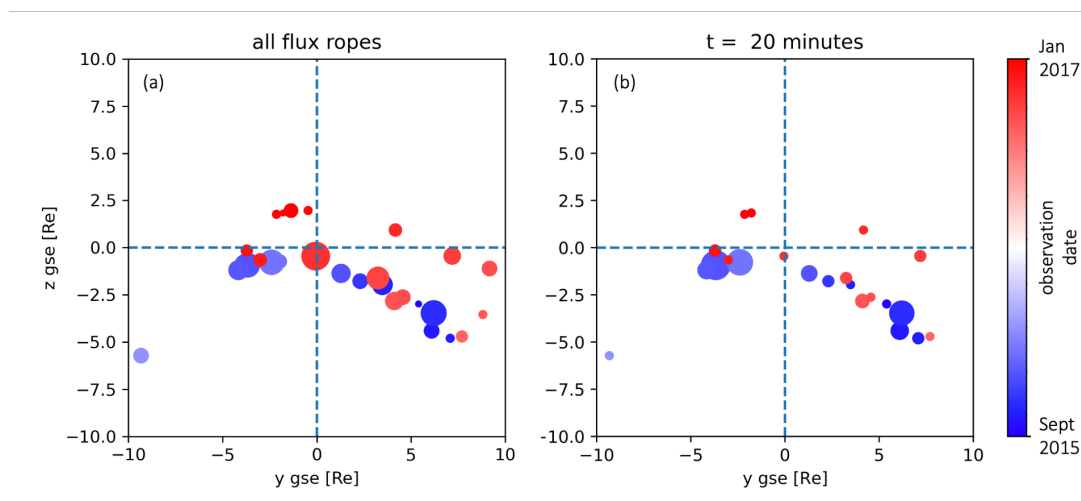 all flux ropes
t = 20 minutes
(a)
(b)
10.0
7.5
5.0
2.5
0.0
−2.5
−5.0
−7.5
−10.0
z gse [Re]
−10
−5
0
5
10
y gse [Re]
10.0
7.5
5.0
2.5
0.0
−2.5
−5.0
−7.5
-10.0
−10
−5
0
5
10
y gse [Re]
Jan
2017
observation
date
Sept
2015